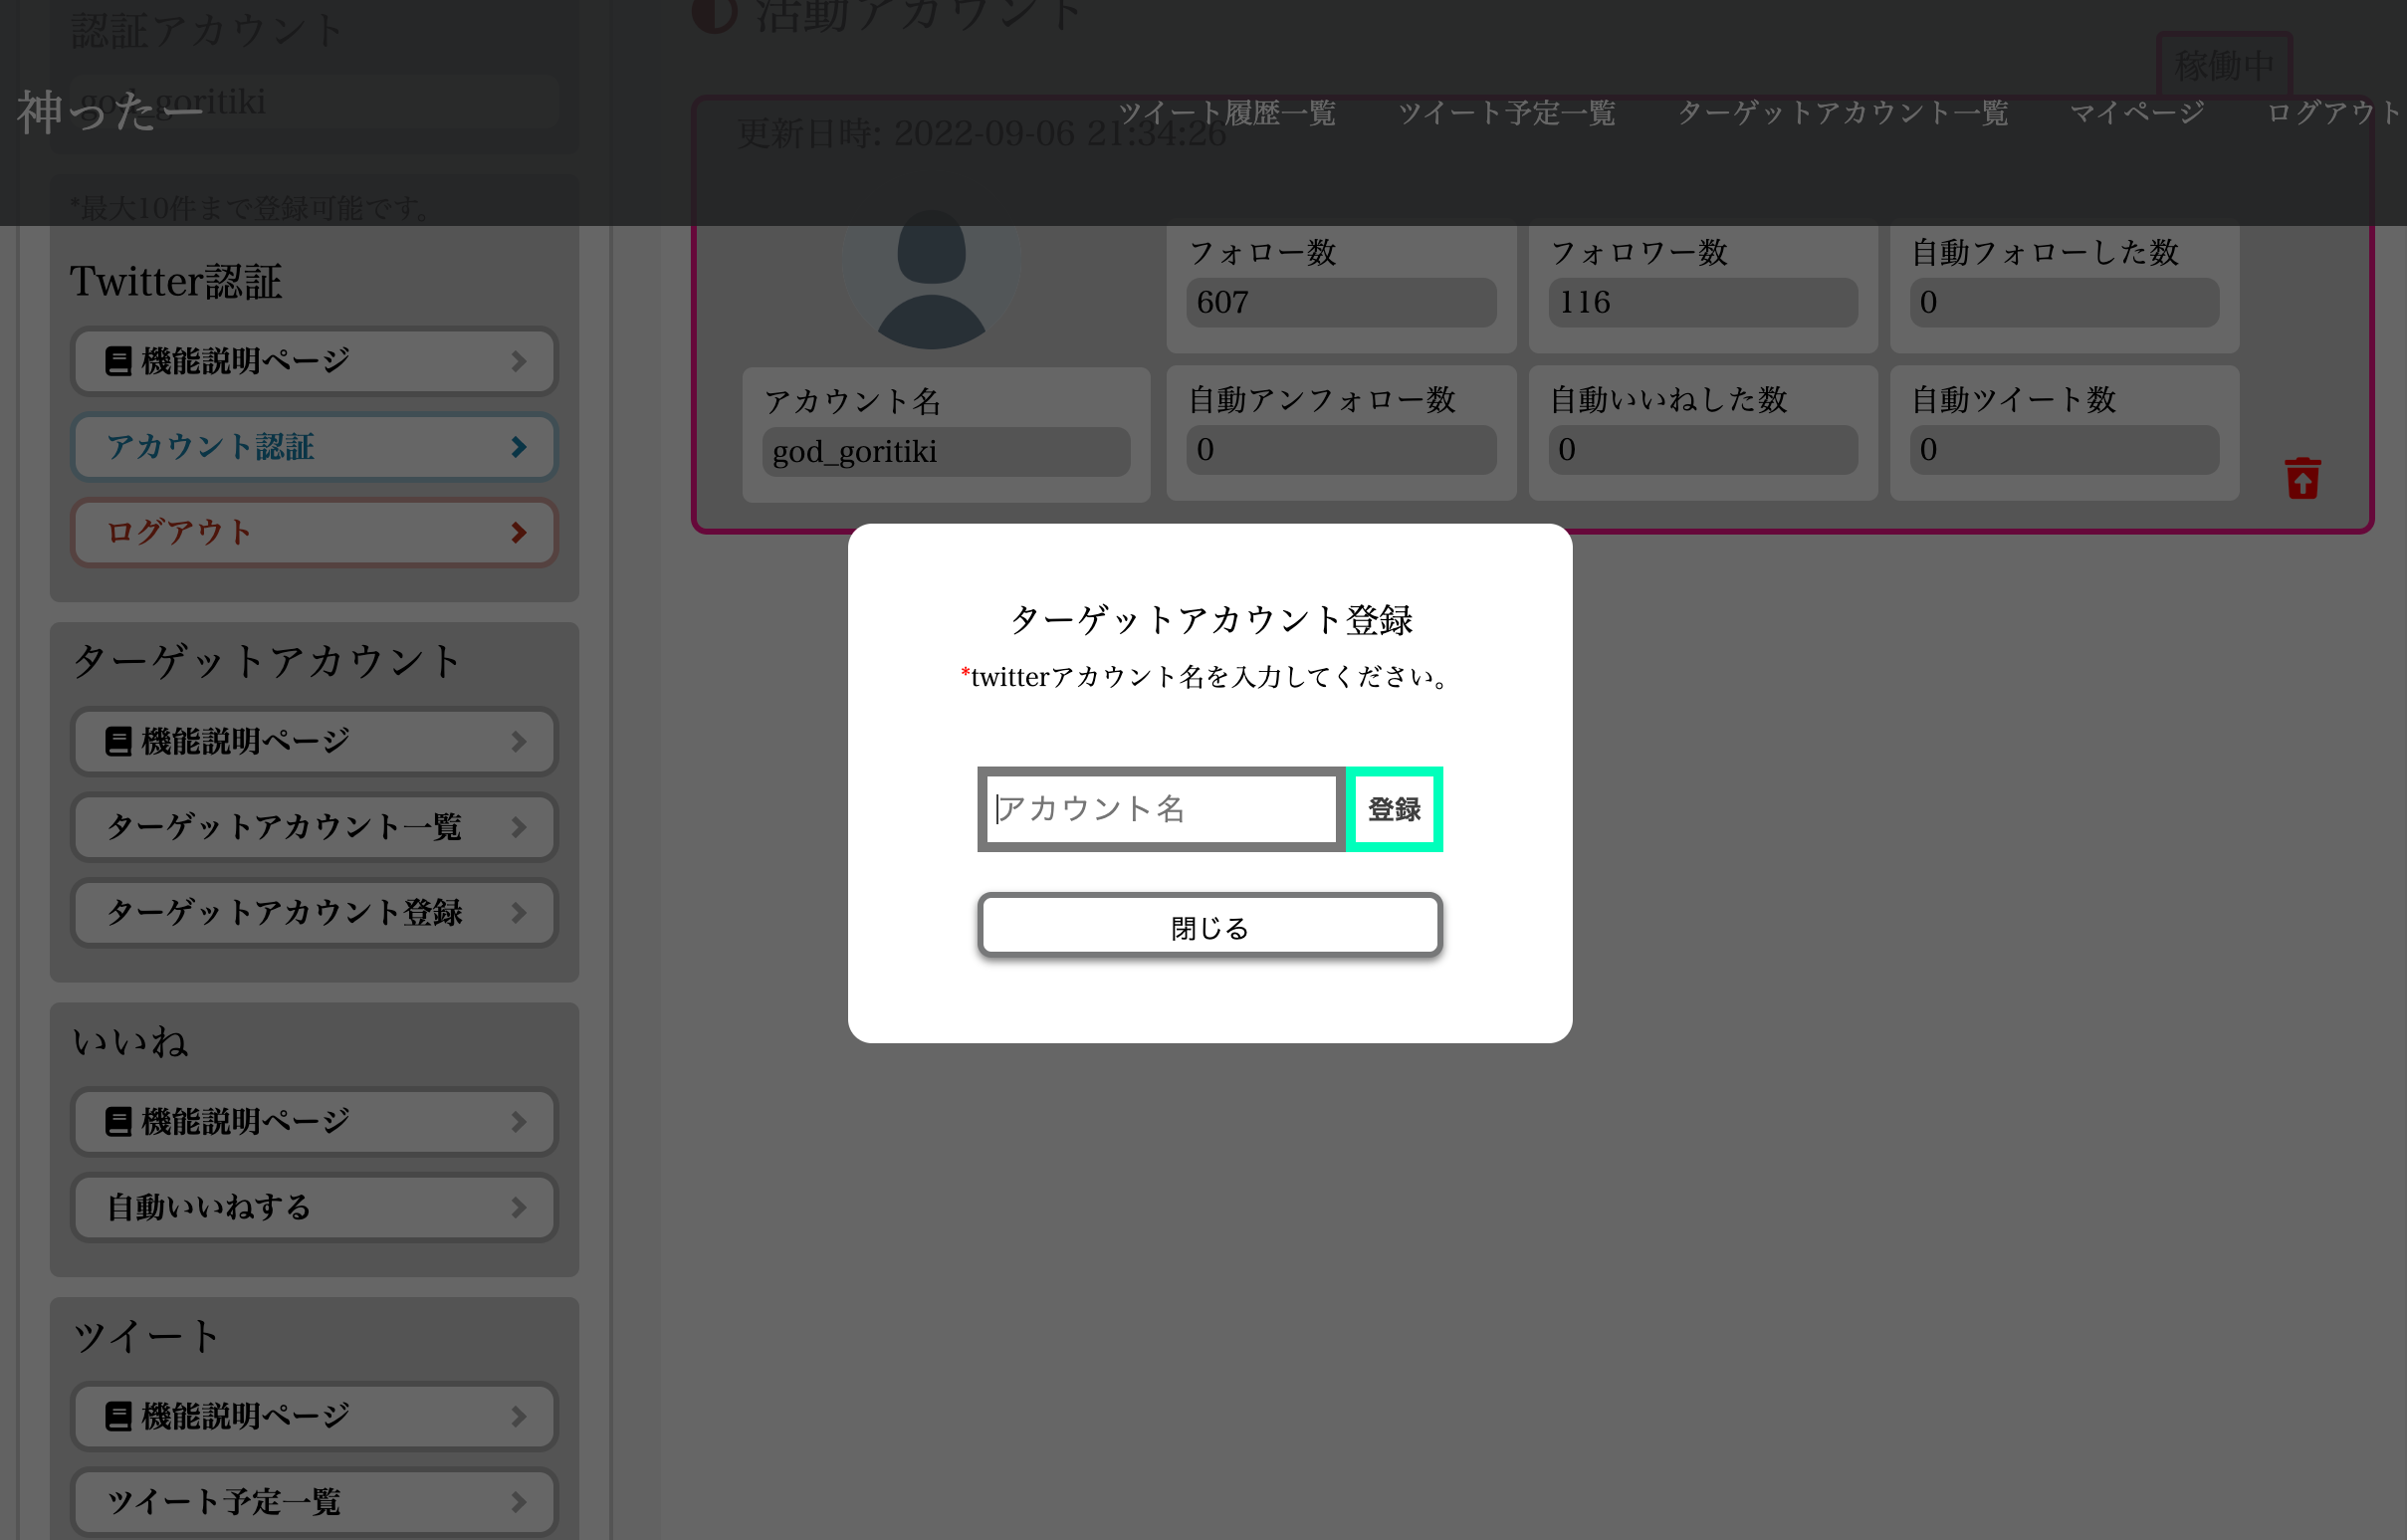 活動アカウント
認証アカウント
god_goritiki
神ったー
稼働中
ツイート履歴一覧
ツイート予定一覧
ターゲットアカウント一覧
マイページ
ログアウト
更新日時: 2022-09-06 21:34:26
*最大10件まで登録可能です。
Twitter認証
機能説明ページ
アカウント認証
ログアウト
ターゲットアカウント
機能説明ページ
ターゲットアカウント一覧
ターゲットアカウント登録
いいね
機能説明ページ
自動いいねする
ツイート
機能説明ページ
ツイート予定一覧
フォロー数
607
フォロワー数
116
自動フォローした数
0
アカウント名
god_goritiki
自動アンフォロー数
0
自動いいねした数
0
自動ツイート数
0
ターゲットアカウント登録
*twitterアカウント名を入力してください。
アカウント名
登録
閉じる